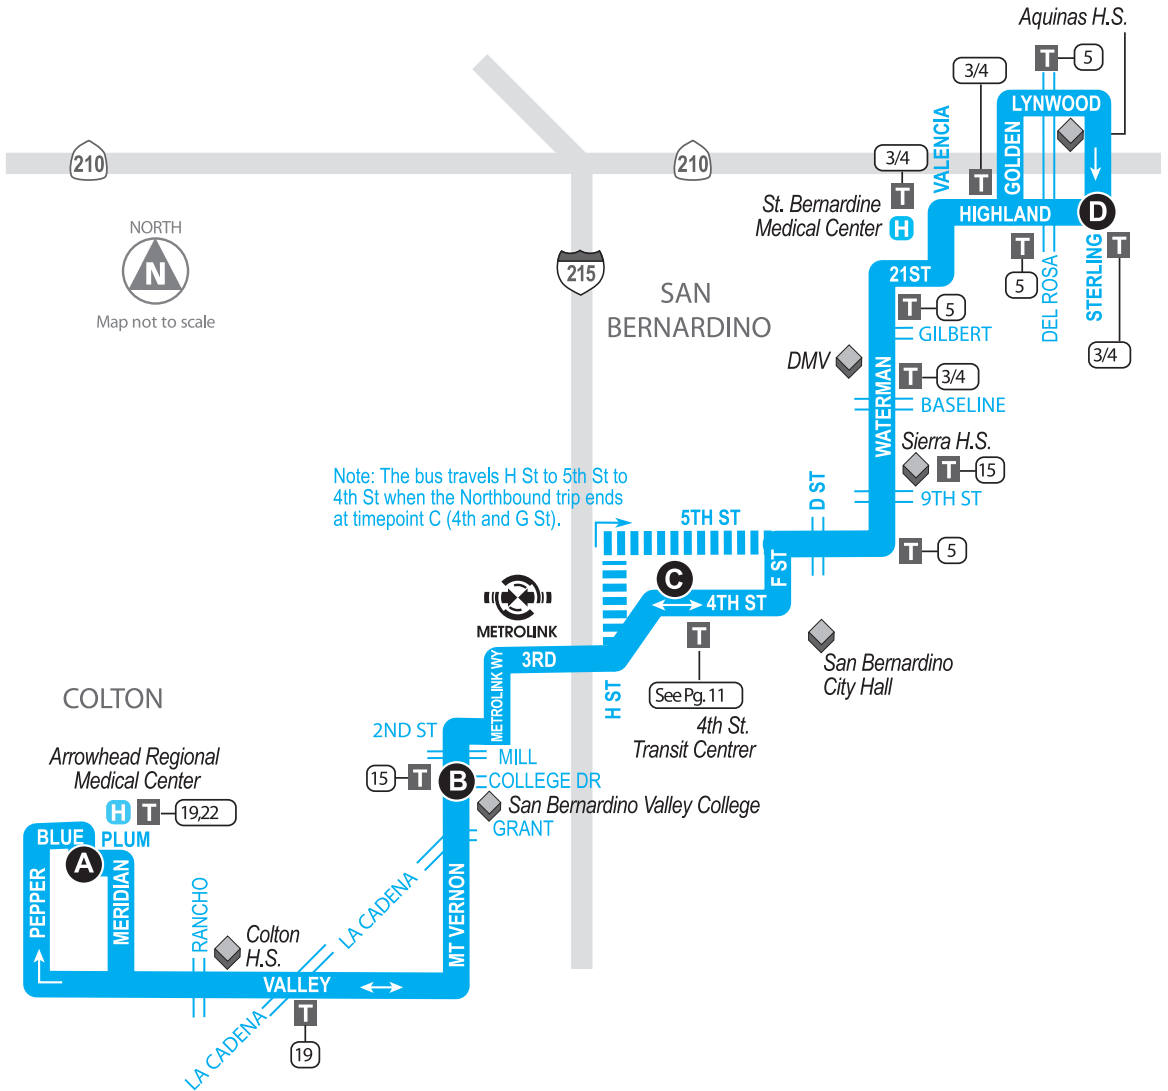 Aquinas H.S.
T
5
3/4
LYNWOOD
VALENCIA
GOLDEN
210
210
3/4
T
T
St. Bernardine
Medical Center
H
HIGHLAND
D
NORTH
N
Map not to scale
215
SAN
BERNARDINO
21ST
T
5
DEL ROSA
STERLING
T
3/4
T
5
GILBERT
DMV
WATERMAN
T
3/4
BASELINE
Sierra H.S.
T
15
9TH ST
Note: The bus travels H St to 5th St to
4th St when the Northbound trip ends
at timepoint C (4th and G St).
5TH ST
D ST
T
5
F ST
C
4TH ST
METROLINK
T
3RD
METROLINK WY
H ST
See Pg. 11
4th St.
Transit Centrer
San Bernardino
City Hall
COLTON
2ND ST
MILL
15
T
B
COLLEGE DR
San Bernardino Valley College
GRANT
Arrowhead Regional
Medical Center
H
T
19,22
BLUE
PLUM
A
PEPPER
MERIDIAN
RANCHO
Colton
H.S.
LA CADENA
MT VERNON
VALLEY
LA CADENA
T
19